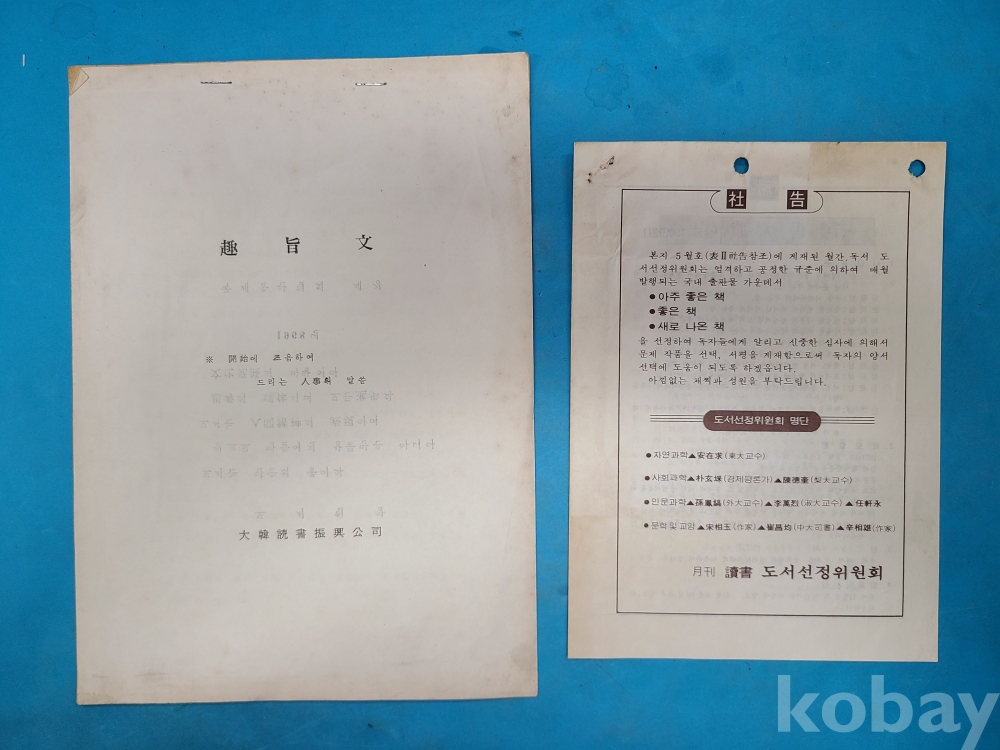 趣旨文
※ 開始에 즈음하여
드리는 人事의 말씀
大韓読書振興公司
社告
본지 5월호(表Ⅱ社告참조)에 게재된 월간 독서 도
서선정위원회는 엄격하고 공정한 규준에 의하여 매월
발행되는 국내 출판물 가운데서
●아주 좋은 책
●좋은 책
●새로 나온 책
을 선정하여 독자들에게 알리고 신중한 심사에 의해서
문제 작품을 선택, 서평을 게재함으로써 독자의 양서
선택에 도움이 되도록 하겠읍니다.
아낌없는 채찍과 성원을 부탁드립니다.
도서선정위원회 명단
●자연과학▲安在求(東大교수)
●사회과학▲朴玄埰(경제평론가)▲陳德奎(梨大교수)
●인문과학▲孫鳳鎬(外大교수)▲李萬烈(淑大교수)▲任軒永
●문학 및 교양▲宋相玉(作家)▲崔昌均(中大司書)▲辛相雄(作家)
月刊 讀書 도서선정위원회
kobay